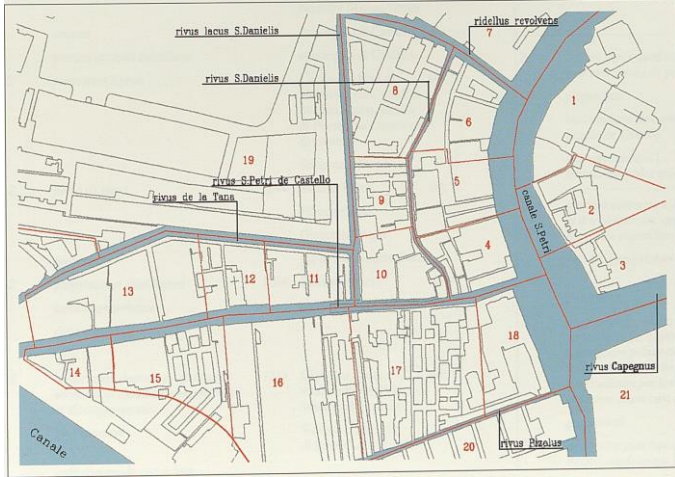 rivus lacus S.Danielis
ridellus revolvens
7
rivus S.Danielis
8
1
6
19
rivus S.Petri de Castello
5
rivus de la Tana
9
canale S.Petri
2
4
3
13
12
11
10
18
14
15
16
17
rivus Capegnus
21
Canale
20
rivus Pizolus